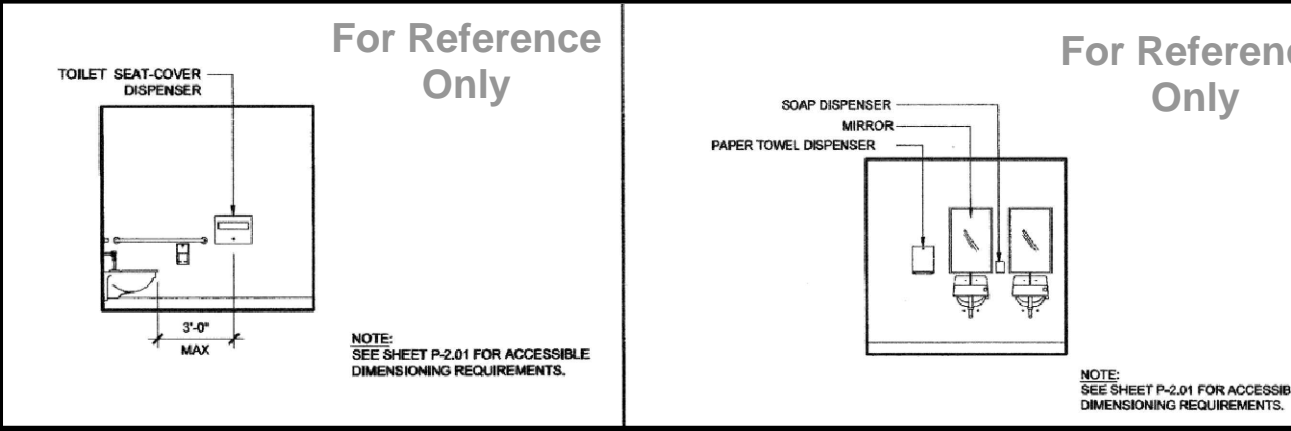 For Reference
Only
TOILET SEAT-COVER
DISPENSER
3'-0"
MAX
NOTE:
SEE SHEET P-2.01 FOR ACCESSIBLE
DIMENSIONING REQUIREMENTS.
For Referenc
Only
SOAP DISPENSER
MIRROR
PAPER TOWEL DISPENSER
NOTE:
SEE SHEET P-2.01 FOR ACCESSIB
DIMENSIONING REQUIREMENTS.